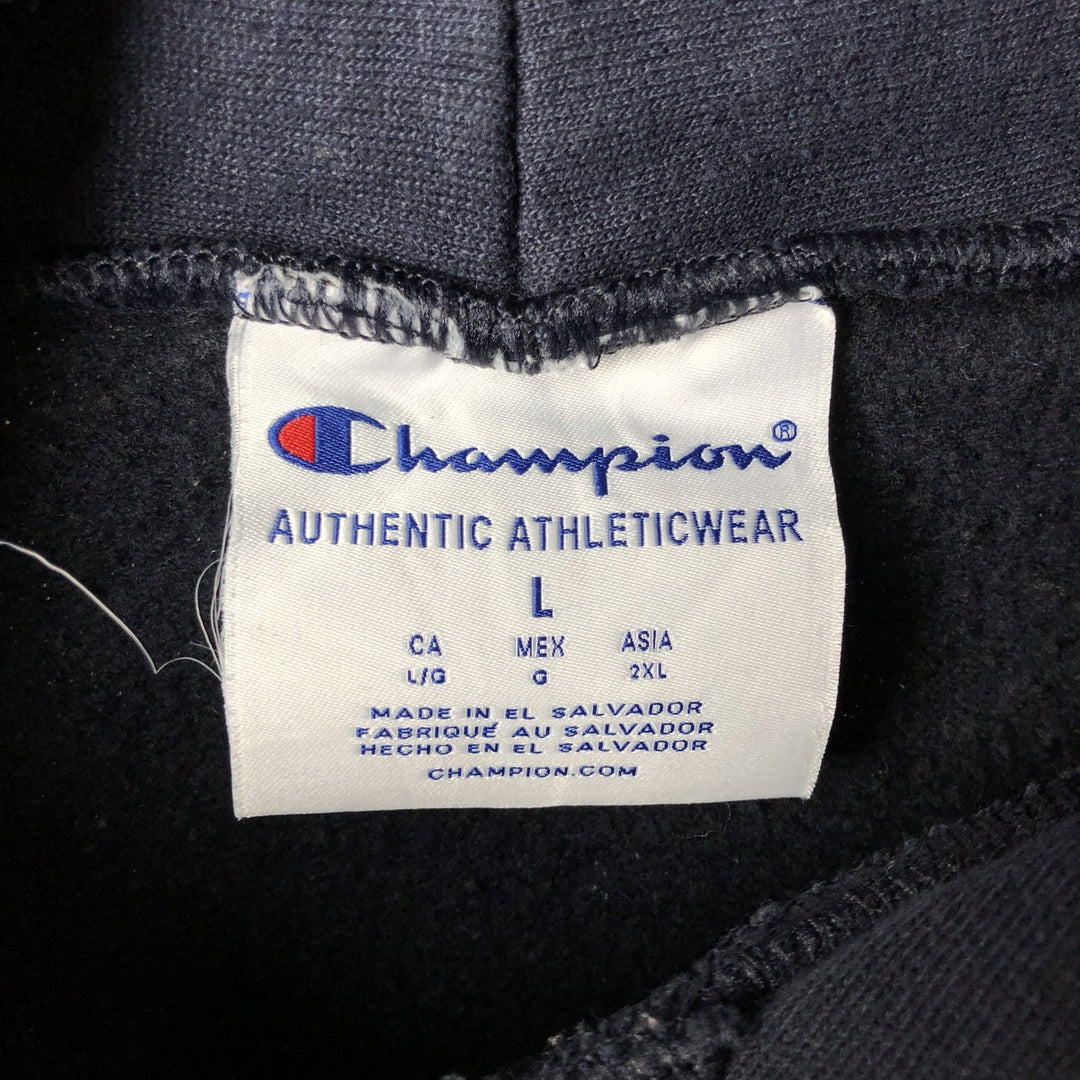 Champion®
AUTHENTIC ATHLETICWEAR
L
CA MEX ASIA
L/G G 2XL
MADE IN EL SALVADOR
FABRIQUÉ AU SALVADOR
HECHO EN EL SALVADOR
CHAMPION.COM